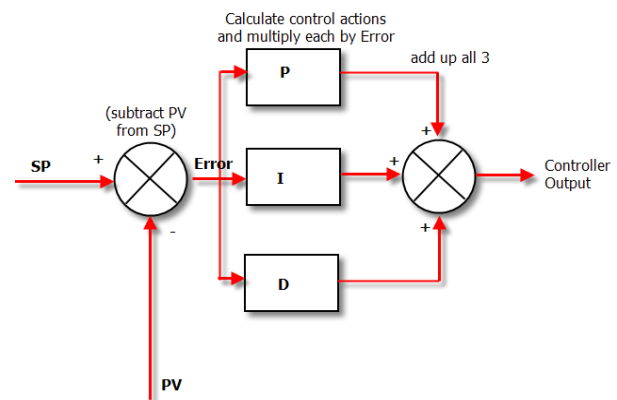 Calculate control actions
and multiply each by Error
add up all 3
P
(subtract PV
from SP)
+
SP
+
Error
I
+
Controller
Output
-
+
D
PV